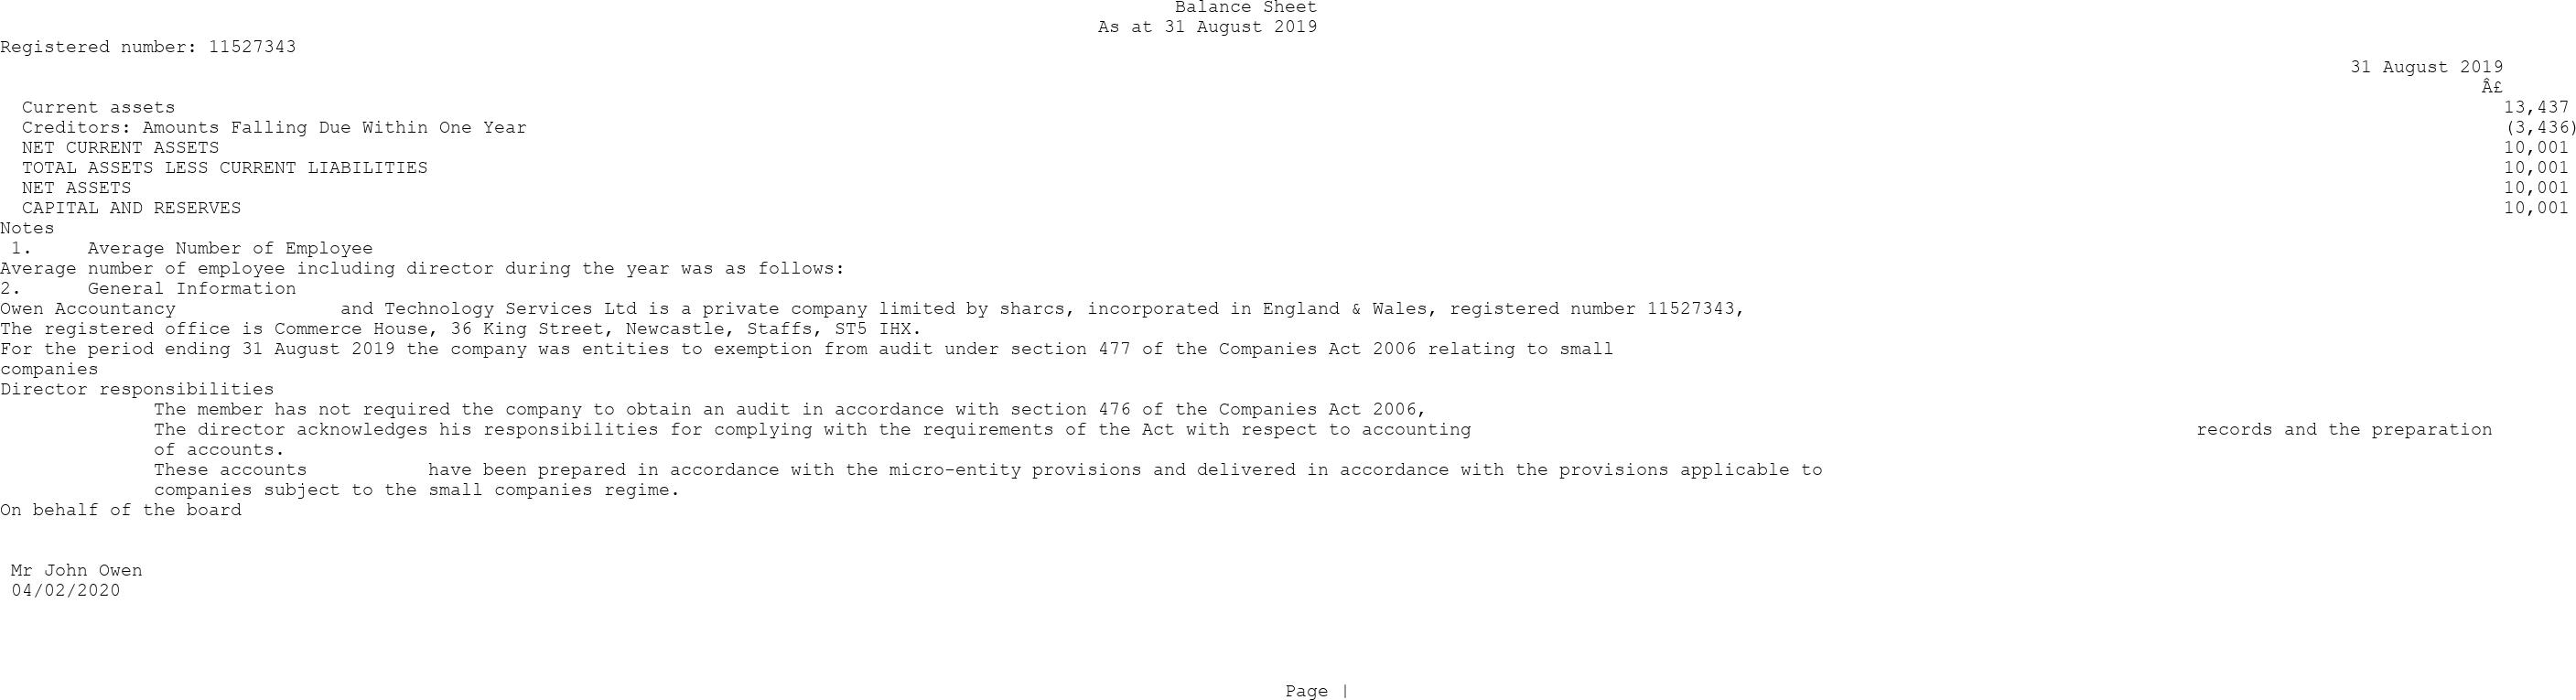 Balance Sheet
As at 31 August 2019
Registered number: 11527343
31 August 2019
Â£
Current assets 13,437
Creditors: Amounts Falling Due Within One Year (3,436)
NET CURRENT ASSETS 10,001
TOTAL ASSETS LESS CURRENT LIABILITIES 10,001
NET ASSETS 10,001
CAPITAL AND RESERVES 10,001
Notes
1. Average Number of Employee
Average number of employee including director during the year was as follows:
2. General Information
Owen Accountancy and Technology Services Ltd is a private company limited by sharcs, incorporated in England & Wales, registered number 11527343,
The registered office is Commerce House, 36 King Street, Newcastle, Staffs, ST5 IHX.
For the period ending 31 August 2019 the company was entities to exemption from audit under section 477 of the Companies Act 2006 relating to small
companies
Director responsibilities
The member has not required the company to obtain an audit in accordance with section 476 of the Companies Act 2006,
The director acknowledges his responsibilities for complying with the requirements of the Act with respect to accounting records and the preparation
of accounts.
These accounts have been prepared in accordance with the micro-entity provisions and delivered in accordance with the provisions applicable to
companies subject to the small companies regime.
On behalf of the board
Mr John Owen
04/02/2020
Page |